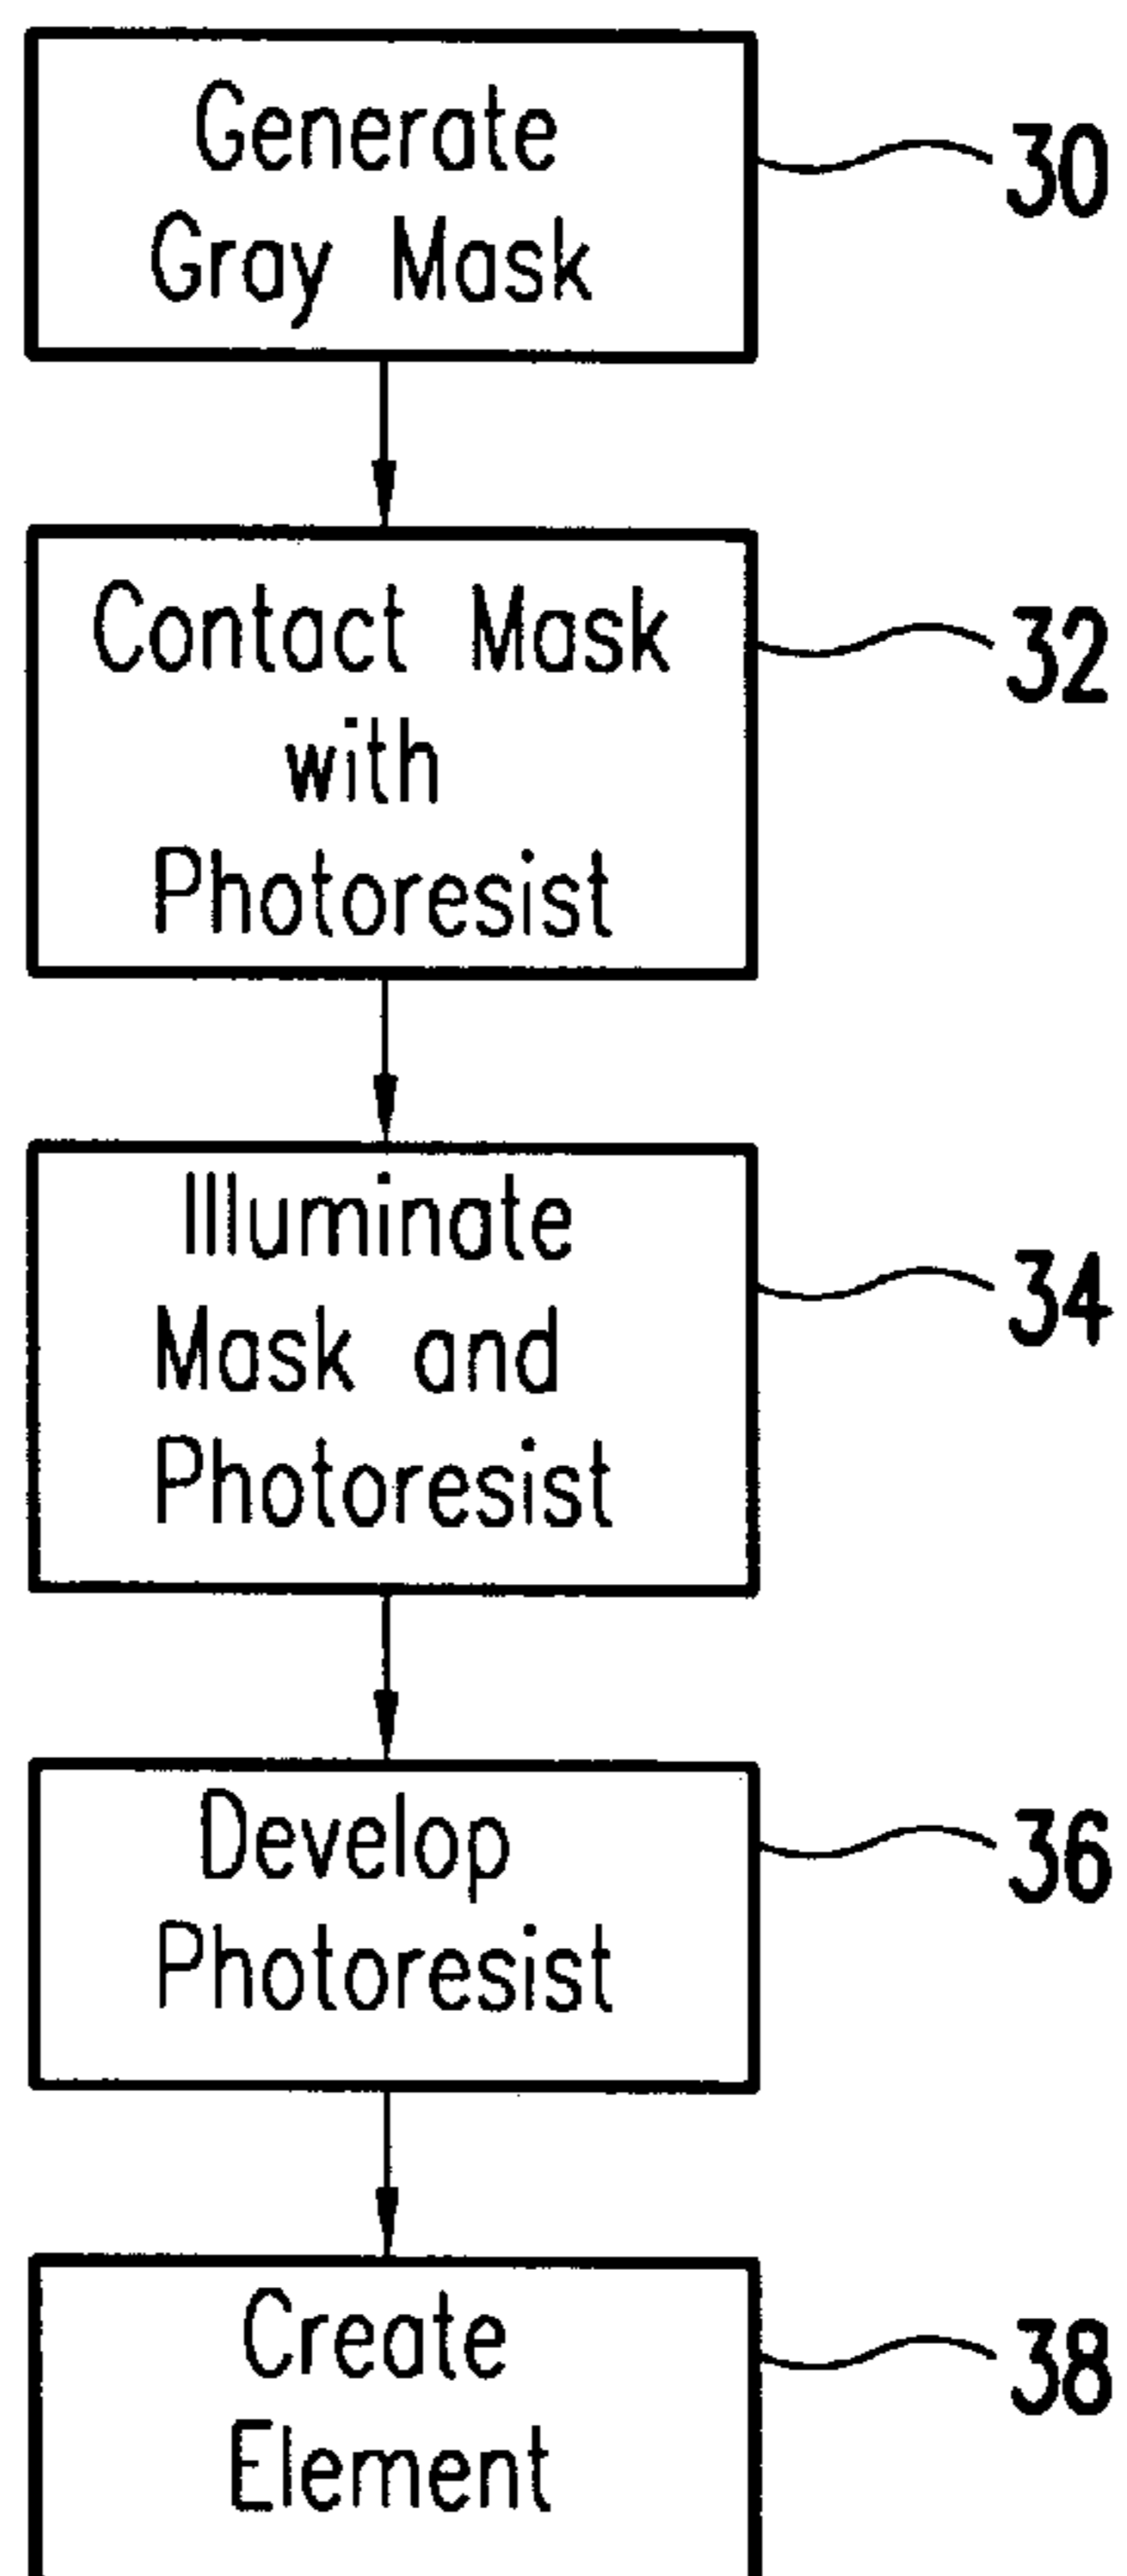 Generate
Gray Mask
30
Contact Mask
with
Photoresist
32
Illuminate
Mask and
Photoresist
34
Develop
Photoresist
36
Create
Element
38